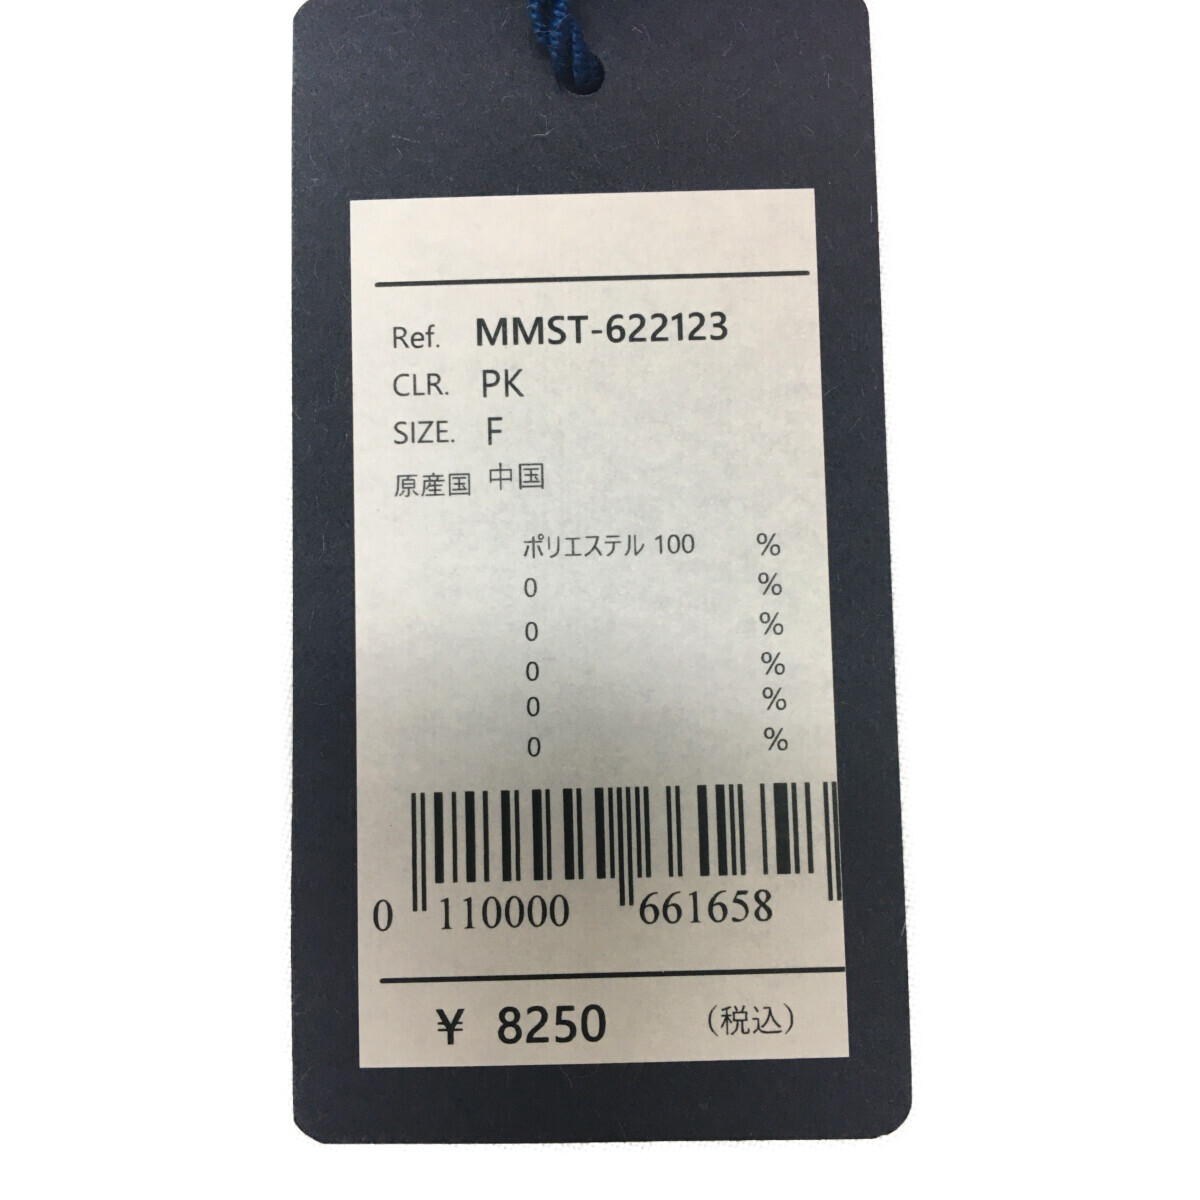 Ref. MMST-622123
CLR. PK
SIZE. F
原産国 中国
ポリエステル 100 %
0 %
0 %
0 %
0 %
0 %
0 110000 661658
¥ 8250 (税込)